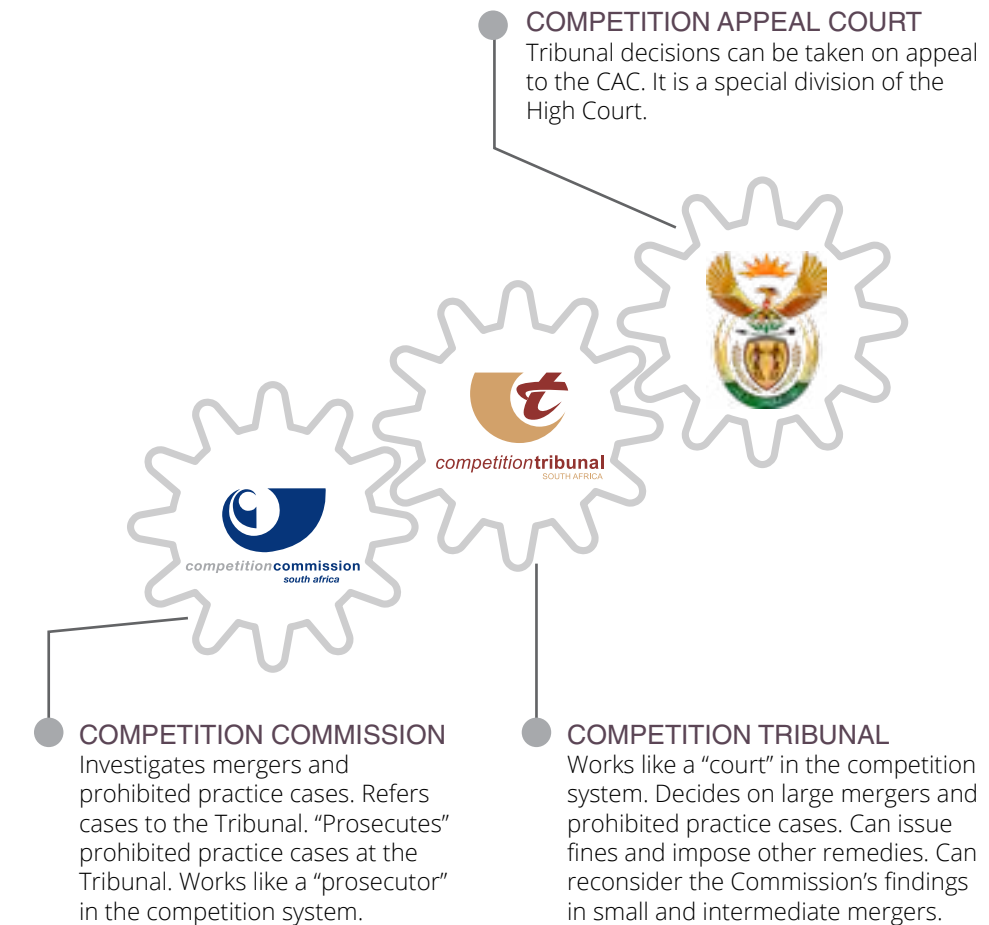 COMPETITION APPEAL COURT
Tribunal decisions can be taken on appeal
to the CAC. It is a special division of the
High Court.
competitiontribunal
SOUTH AFRICA
competitioncommission
south africa
COMPETITION COMMISSION
Investigates mergers and
prohibited practice cases. Refers
cases to the Tribunal. “Prosecutes”
prohibited practice cases at the
Tribunal. Works like a “prosecutor”
in the competition system.
COMPETITION TRIBUNAL
Works like a “court” in the competition
system. Decides on large mergers and
prohibited practice cases. Can issue
fines and impose other remedies. Can
reconsider the Commission’s findings
in small and intermediate mergers.